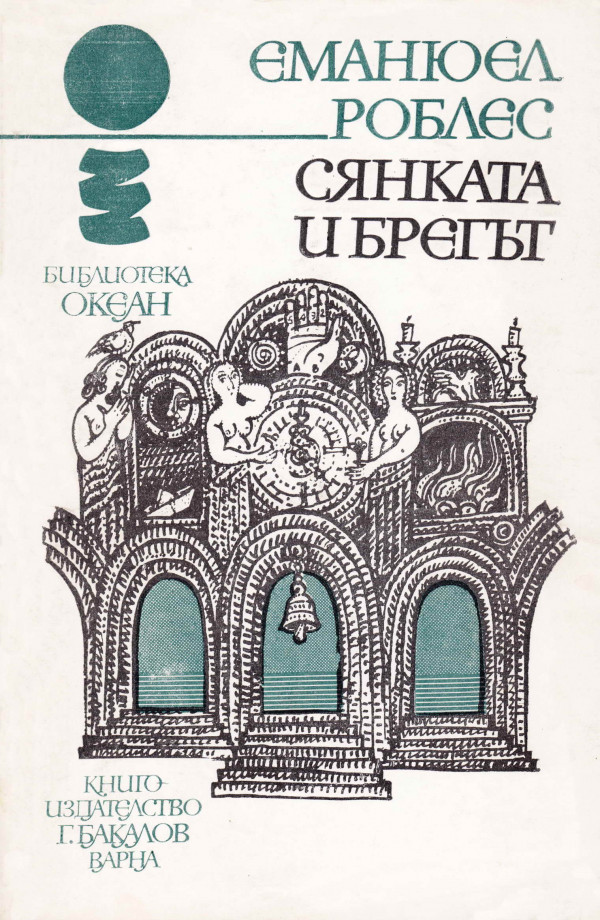 ЕМАНЮЕЛ
РОБЛЕС
СЯНКАТА
И БРЕГЪТ
БИБЛИОТЕКА
ОКЕАН
КНИГО-
ИЗДАТЕЛСТВО
Г. БАКАЛОВ
ВАРНА